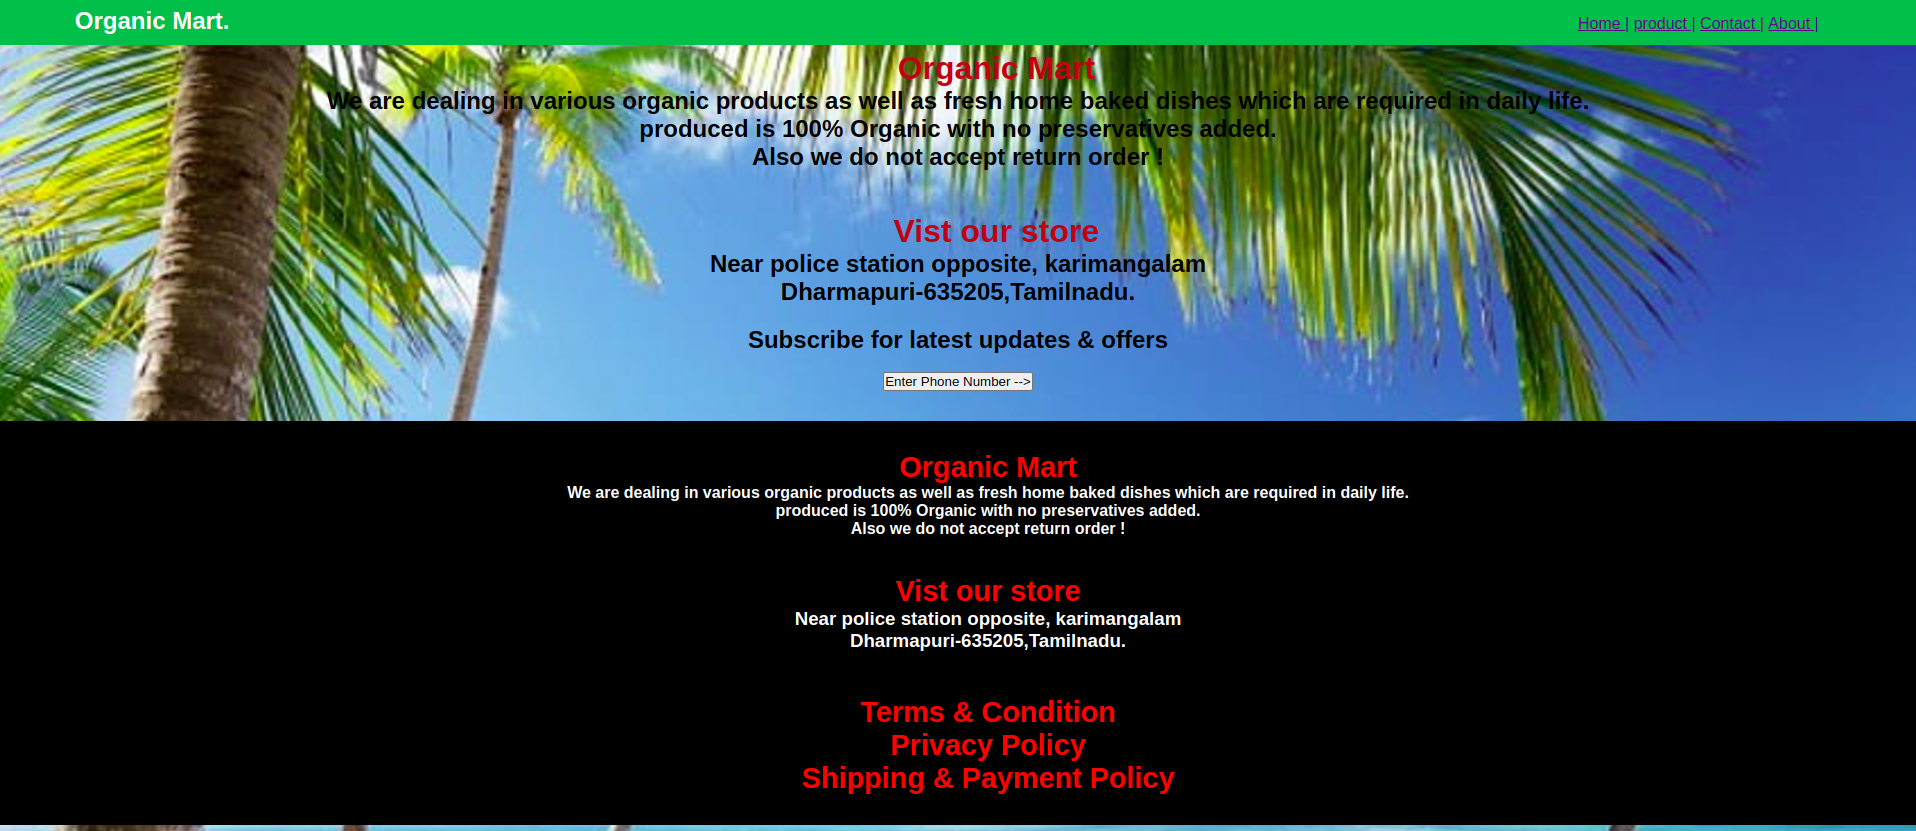 Organic Mart.
Home | product | Contact | About |
Organic Mart
We are dealing in various organic products as well as fresh home baked dishes which are required in daily life.
produced is 100% Organic with no preservatives added.
Also we do not accept return order !
Vist our store
Near police station opposite, karimangalam
Dharmapuri-635205,Tamilnadu.
Subscribe for latest updates & offers
Enter Phone Number -->
Organic Mart
We are dealing in various organic products as well as fresh home baked dishes which are required in daily life.
produced is 100% Organic with no preservatives added.
Also we do not accept return order !
Vist our store
Near police station opposite, karimangalam
Dharmapuri-635205,Tamilnadu.
Terms & Condition
Privacy Policy
Shipping & Payment Policy